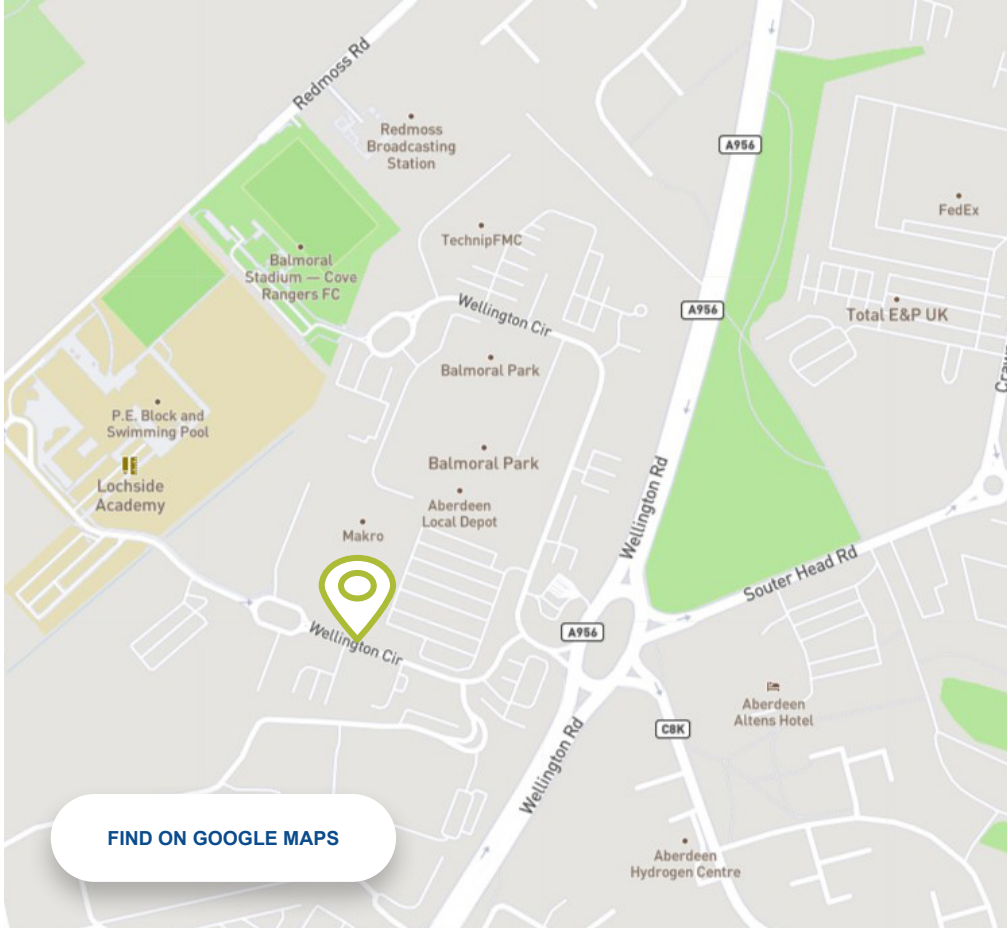 Redmoss Rd
Redmoss
Broadcasting
Station
A956
FedEx
TechnipFMC
Balmoral
Stadium — Cove
Rangers FC
Wellington Cir
A956
Total E&P UK
Balmoral Park
P.E. Block and
Swimming Pool
Balmoral Park
Lochside
Academy
Aberdeen
Local Depot
Makro
Wellington Rd
Souter Head Rd
Wellington Cir
A956
Aberdeen
Altens Hotel
C8K
Wellington Rd
FIND ON GOOGLE MAPS
Aberdeen
Hydrogen Centre